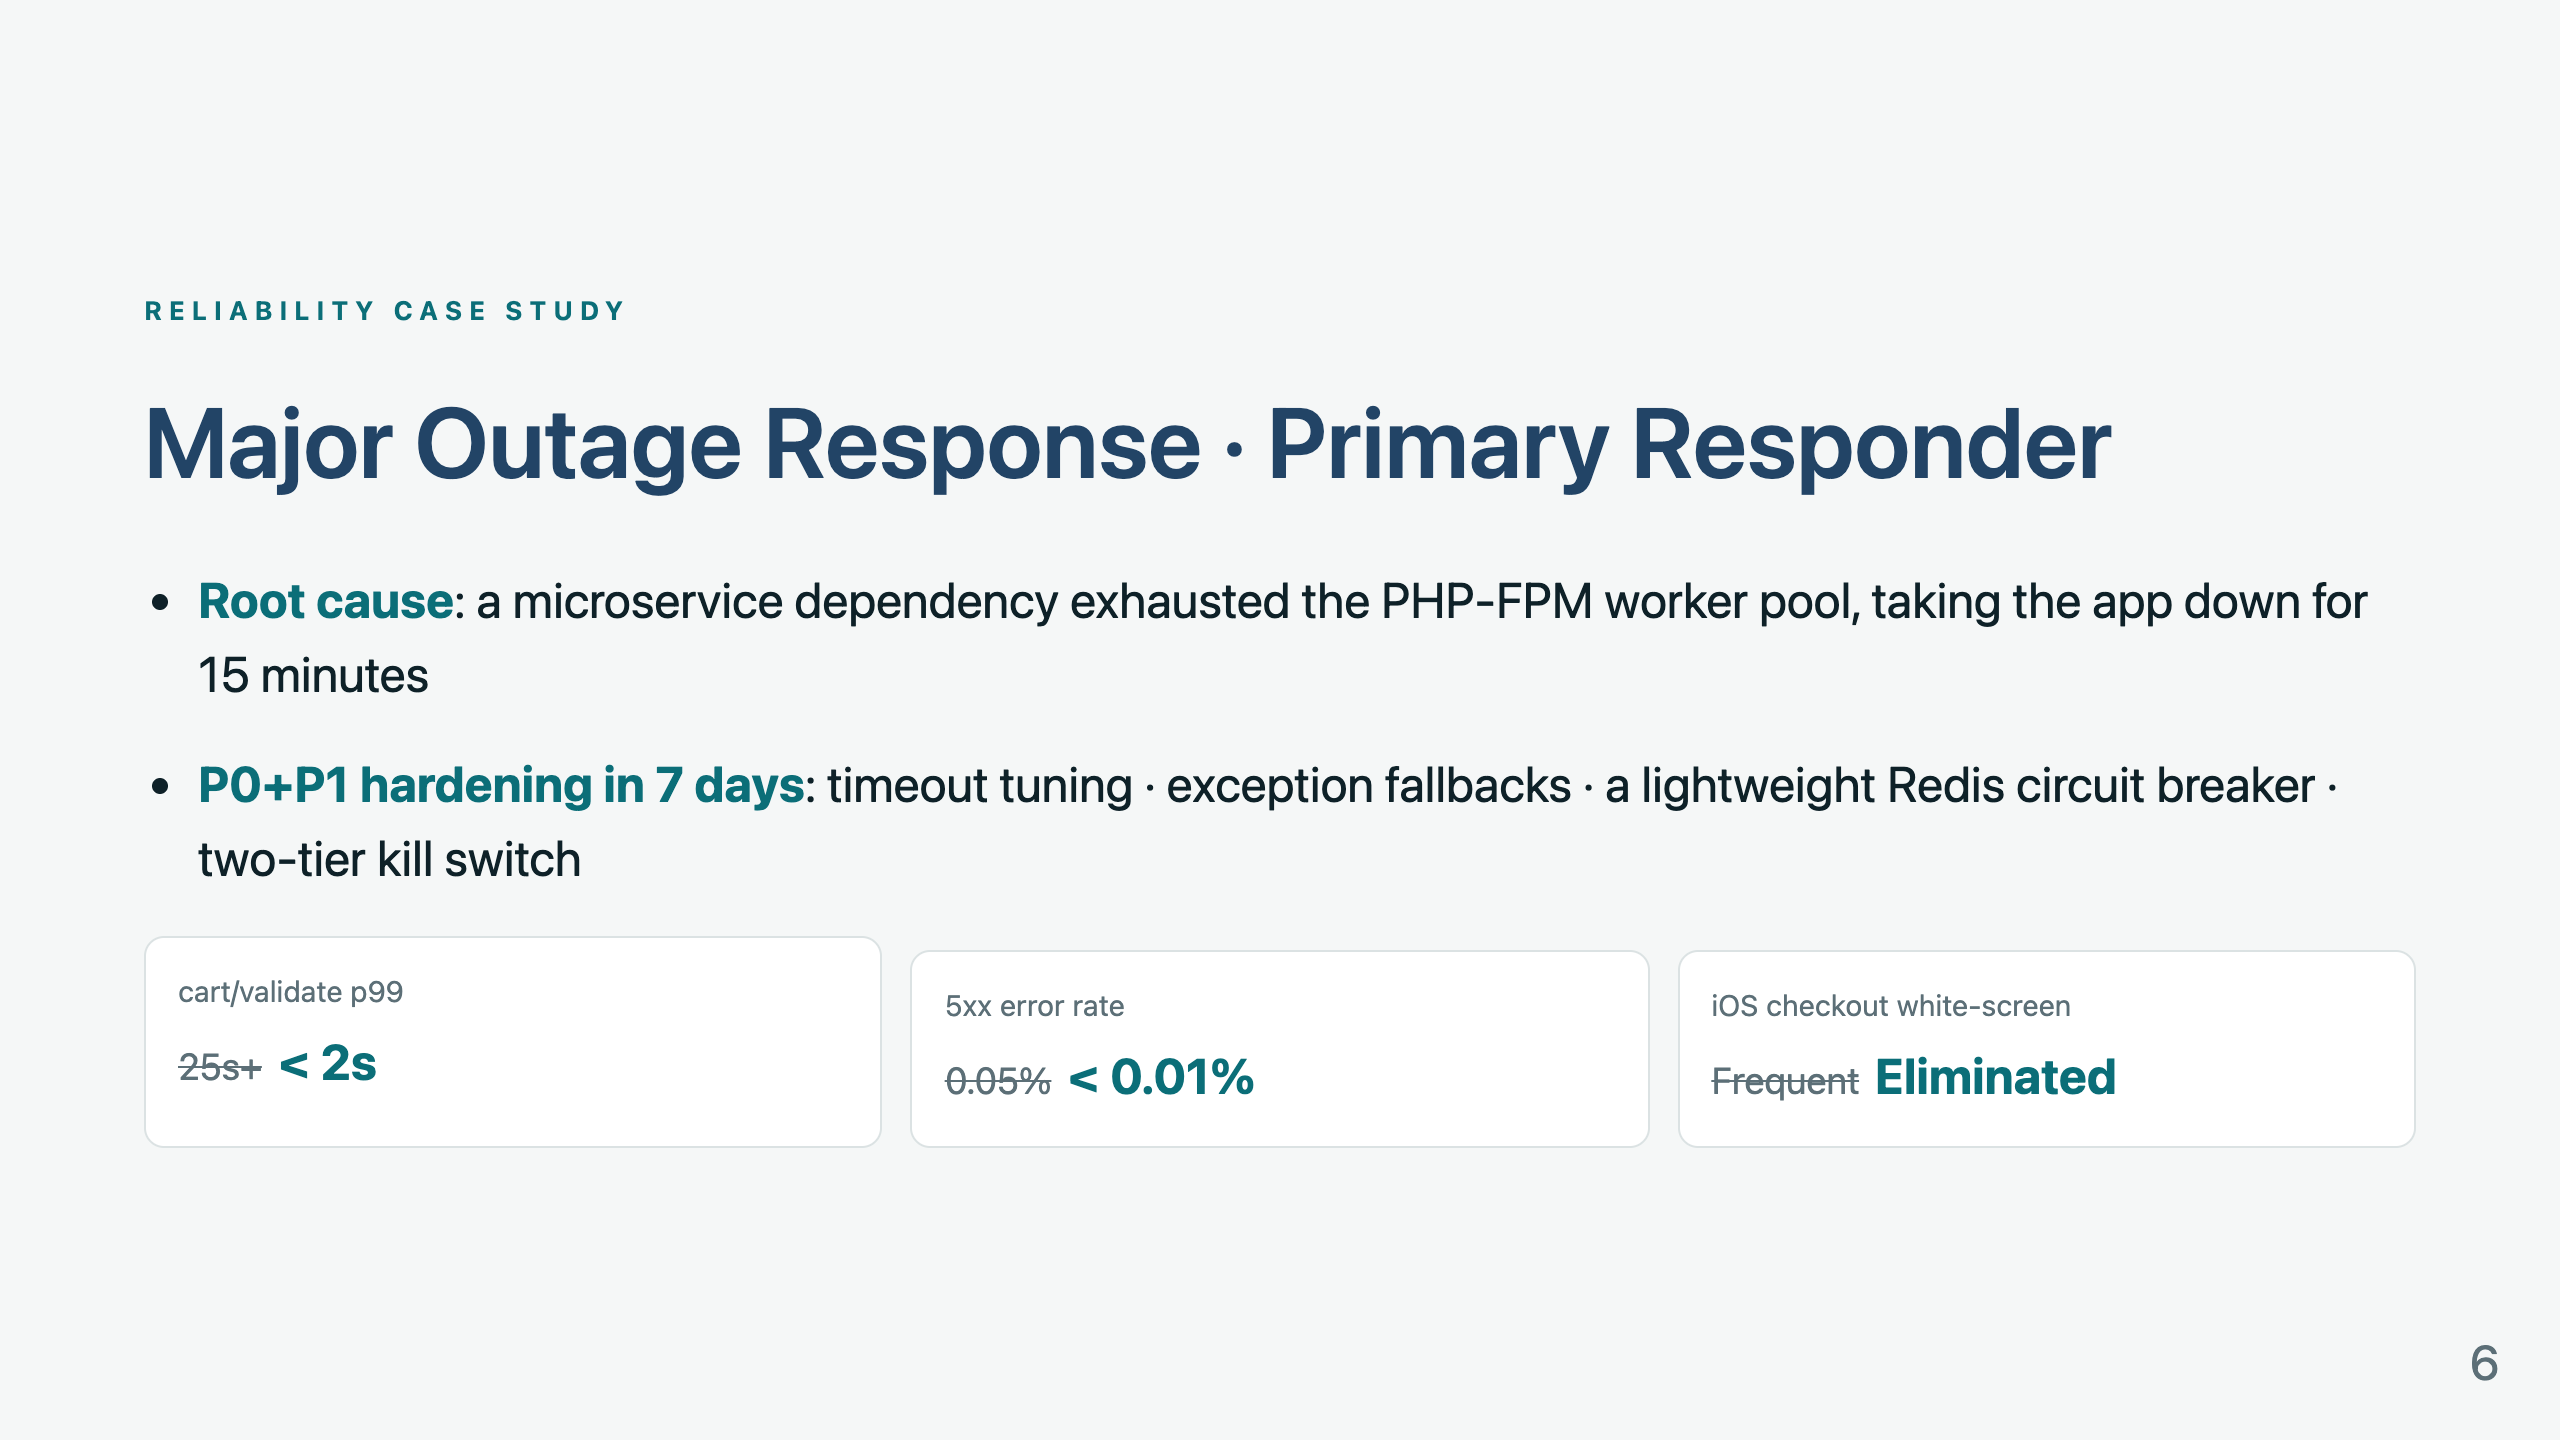 RELIABILITY CASE STUDY
Major Outage Response · Primary Responder
• Root cause: a microservice dependency exhausted the PHP-FPM worker pool, taking the app down for
15 minutes
• P0+P1 hardening in 7 days: timeout tuning · exception fallbacks · a lightweight Redis circuit breaker ·
two-tier kill switch
cart/validate p99
25s+ < 2s
5xx error rate
0.05% < 0.01%
iOS checkout white-screen
Frequent Eliminated
6